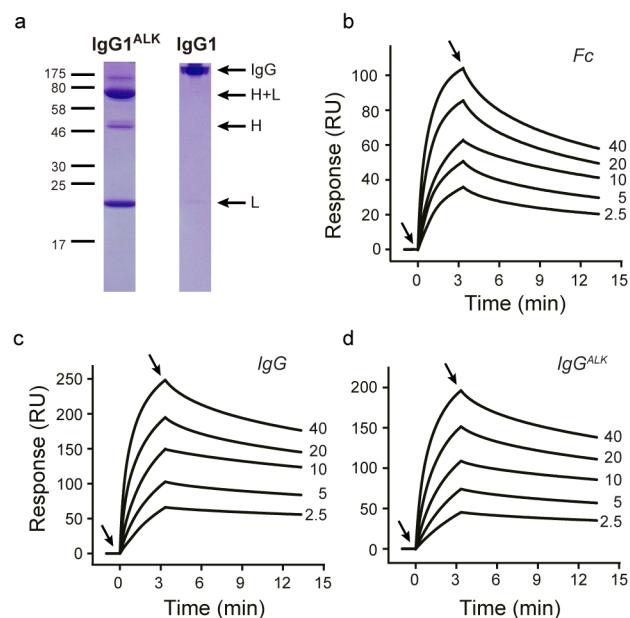 a
IgG1ALK IgG1
175
80
58
46
30
25
17
IgG
H+L
H
L
b
Fc
Response (RU)
100
80
60
40
20
0
40
20
10
5
2.5
0 3 6 9 12 15
Time (min)
c
IgG
Response (RU)
250
200
150
100
50
0
40
20
10
5
2.5
0 3 6 9 12 15
Time (min)
d
IgGALK
200
150
100
50
0
40
20
10
5
2.5
0 3 6 9 12 15
Time (min)